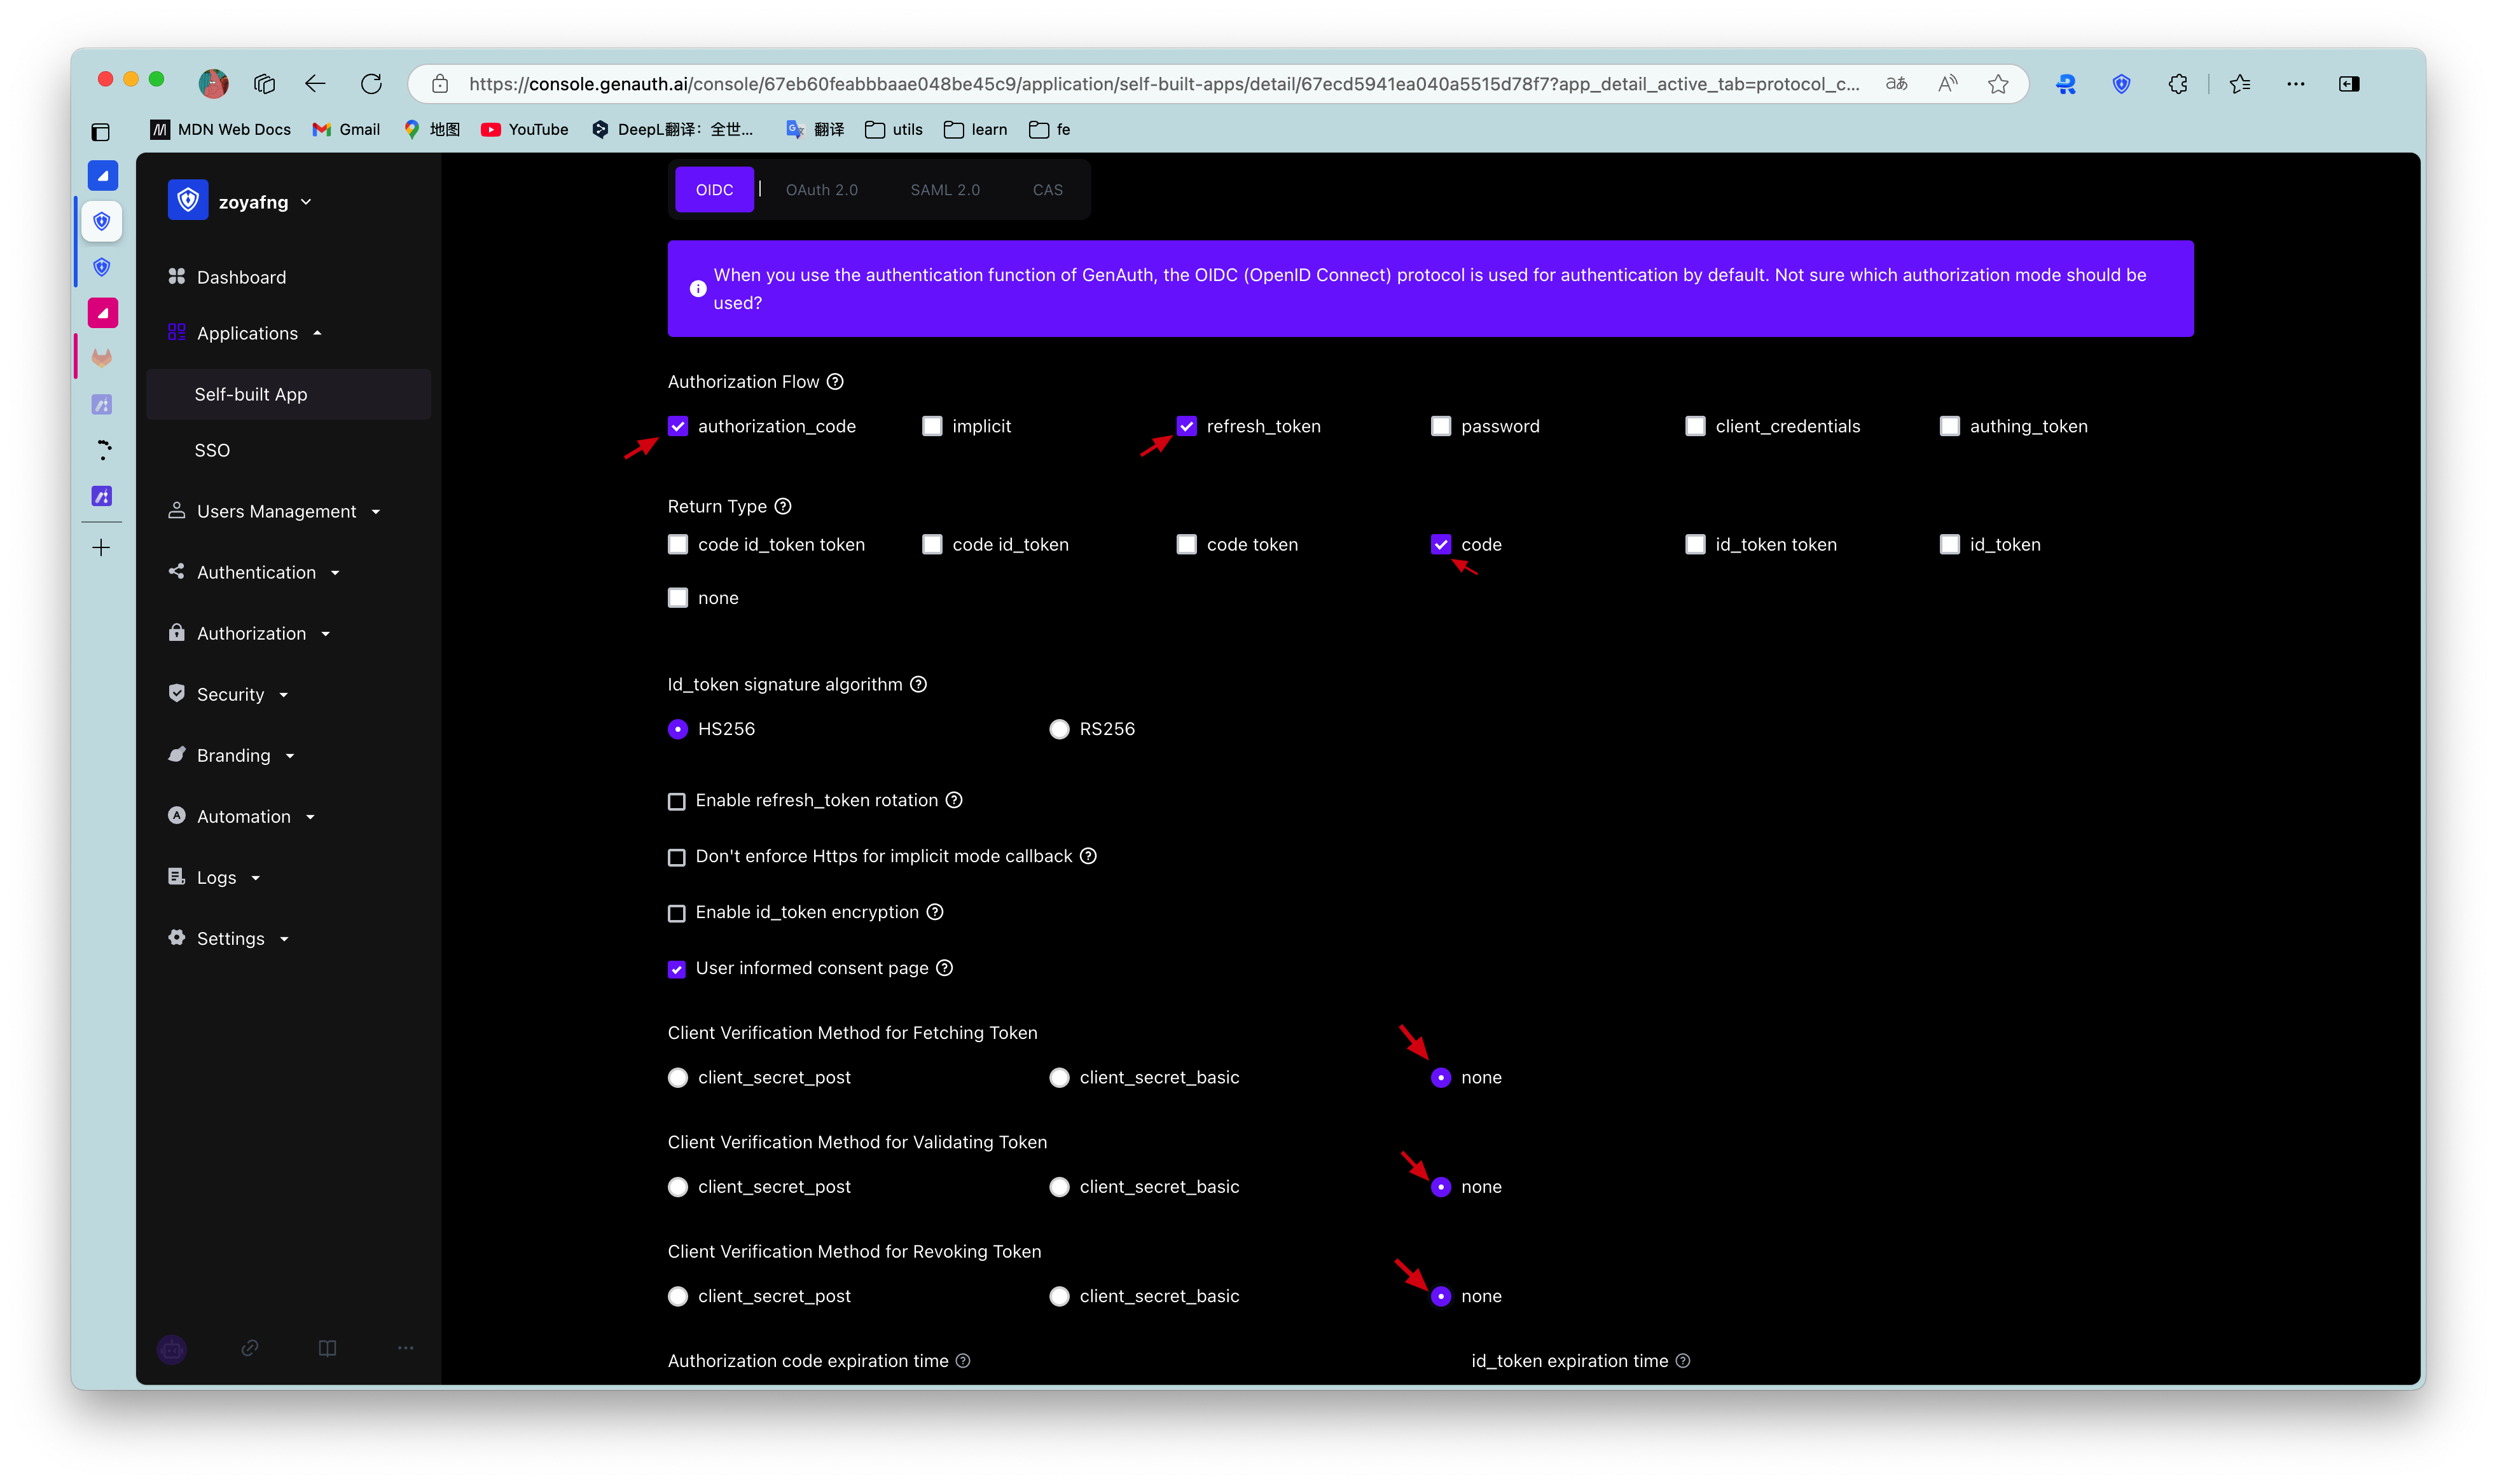 https://console.genauth.ai/console/67eb60feabbbaae048be45c9/application/self-built-apps/detail/67ecd5941ea040a5515d78f7?app_detail_active_tab=protocol_c...
MDN Web Docs
Gmail
地图
YouTube
DeepL翻译：全世...
翻译
utils
learn
fe
zoyafng
Dashboard
Applications
Self-built App
SSO
Users Management
Authentication
Authorization
Security
Branding
Automation
Logs
Settings
OIDC
OAuth 2.0
SAML 2.0
CAS
When you use the authentication function of GenAuth, the OIDC (OpenID Connect) protocol is used for authentication by default. Not sure which authorization mode should be
used?
Authorization Flow
authorization_code
implicit
refresh_token
password
client_credentials
authing_token
Return Type
code id_token token
code id_token
code token
code
id_token token
id_token
none
Id_token signature algorithm
HS256
RS256
Enable refresh_token rotation
Don't enforce Https for implicit mode callback
Enable id_token encryption
User informed consent page
Client Verification Method for Fetching Token
client_secret_post
client_secret_basic
none
Client Verification Method for Validating Token
client_secret_post
client_secret_basic
none
Client Verification Method for Revoking Token
client_secret_post
client_secret_basic
none
Authorization code expiration time
id_token expiration time